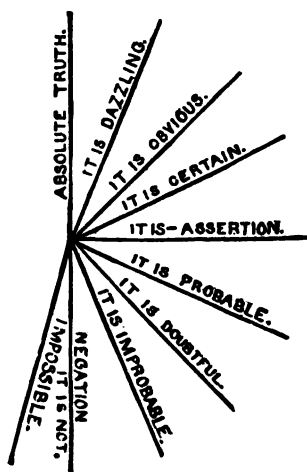 ABSOLUTE TRUTH.
IT IS DAZZLING.
IT IS OBVIOUS.
IT IS CERTAIN.
IT IS-ASSERTION.
IT IS PROBABLE.
IT IS DOUBTFUL.
IT IS IMPROBABLE.
NEGATION
IT IS NOT.
IMPOSSIBLE.